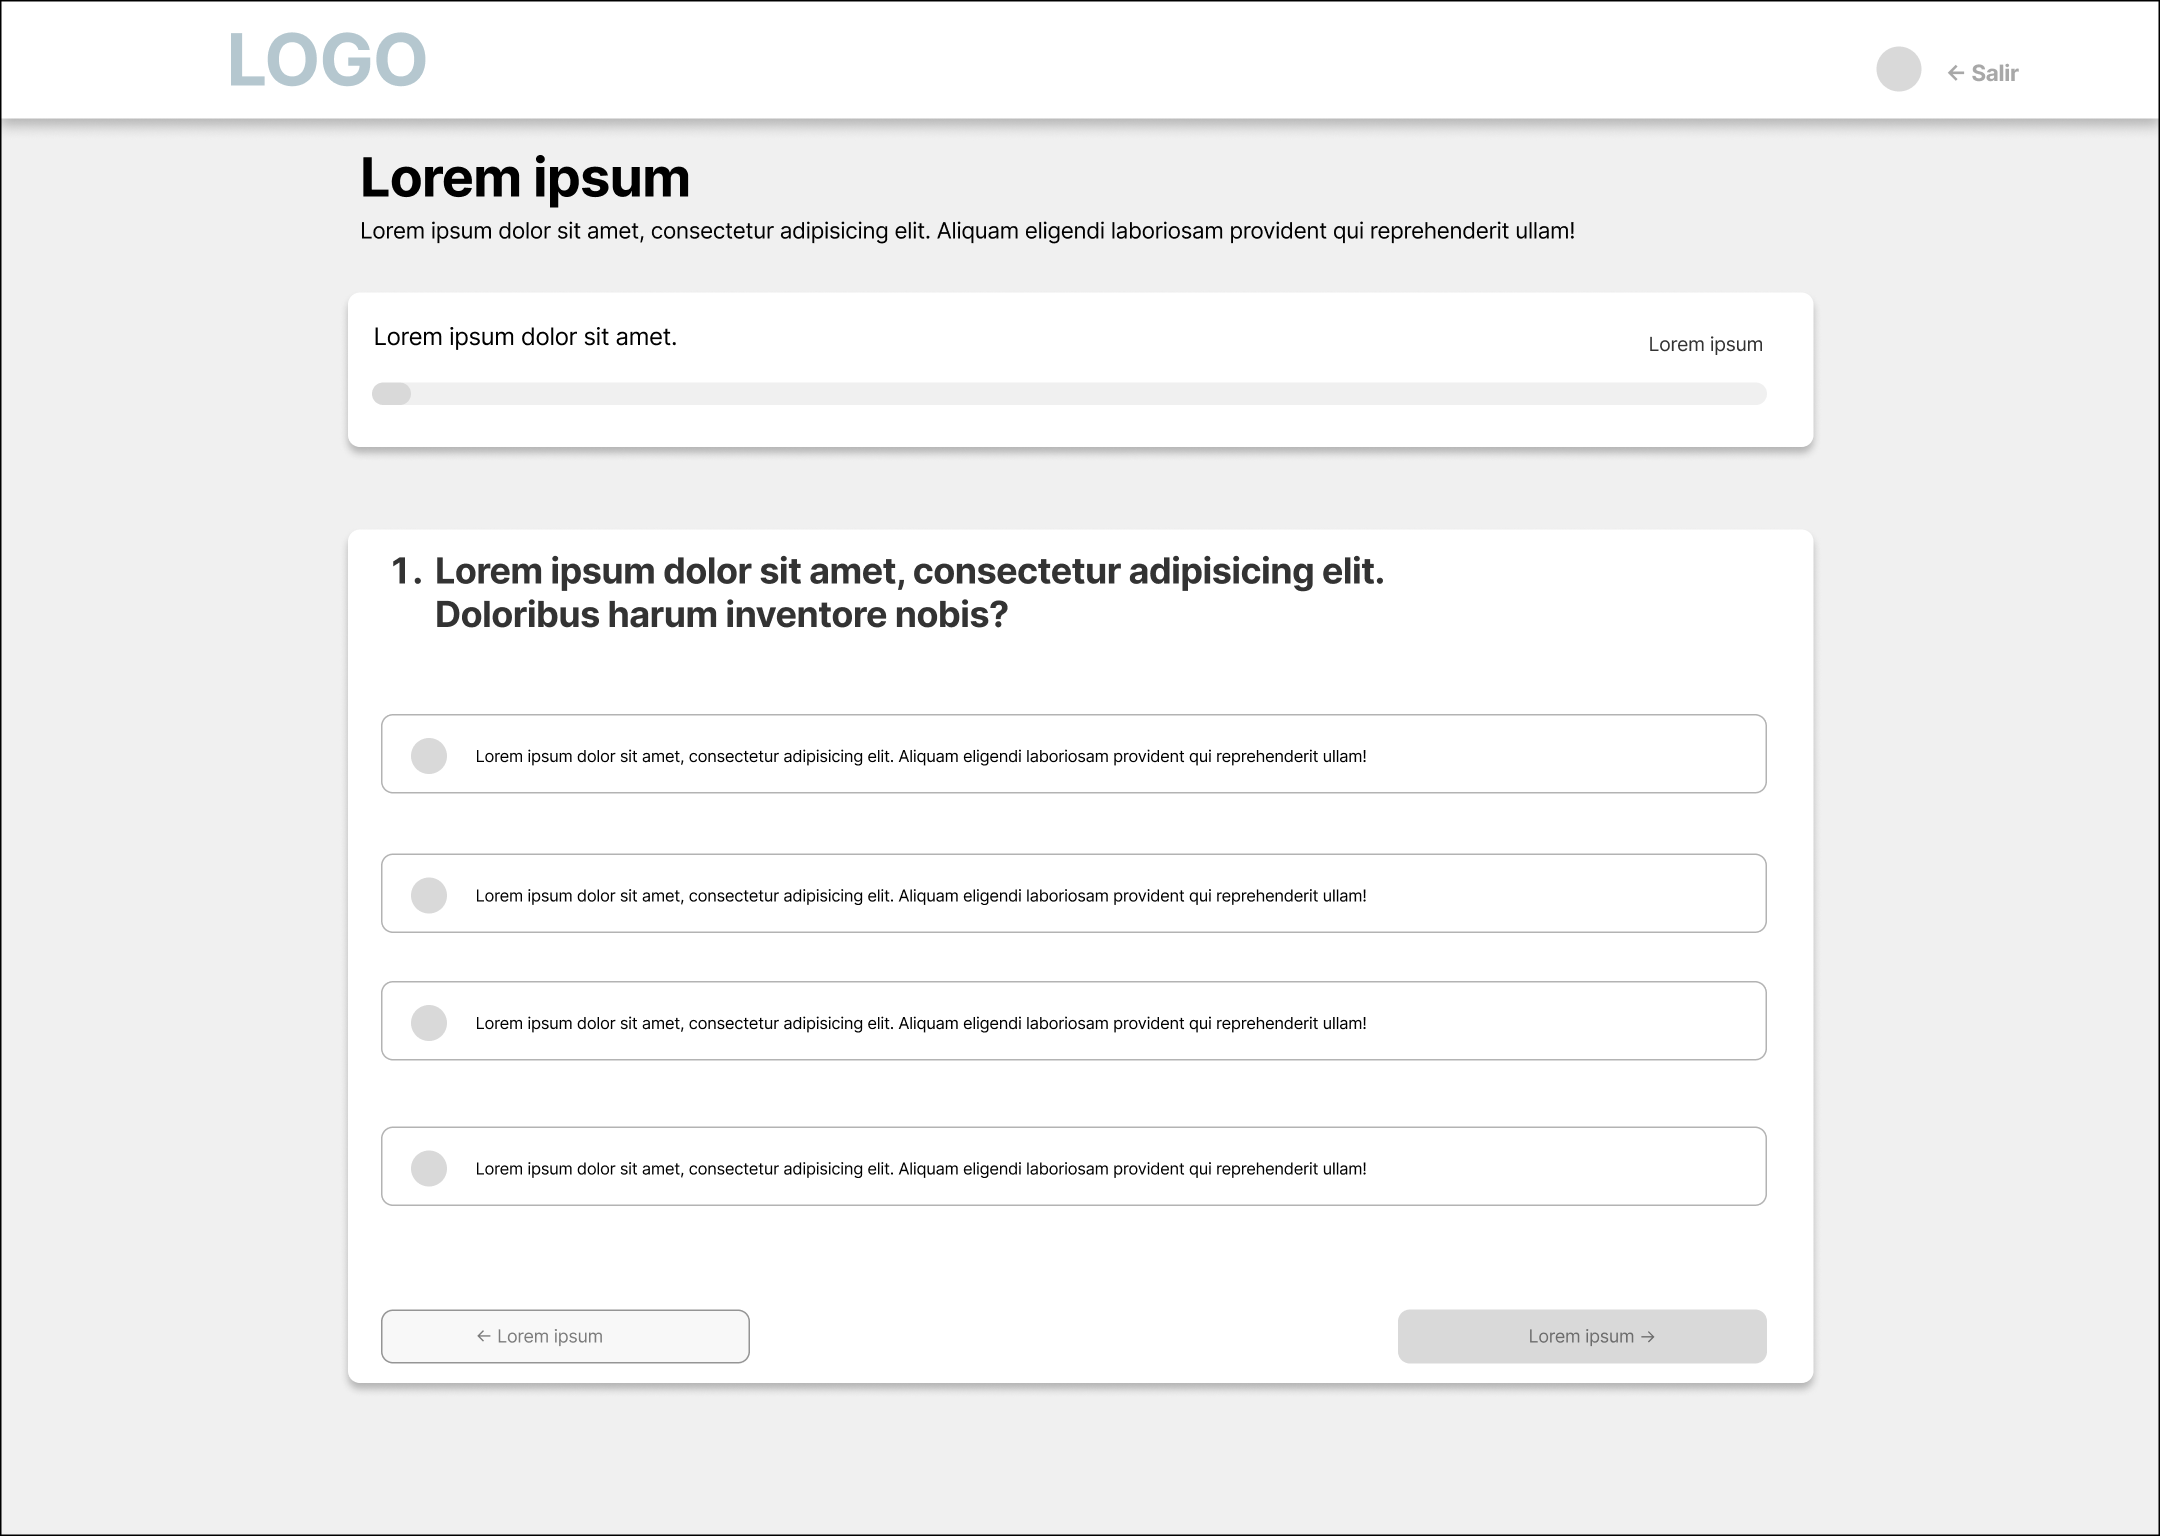 LOGO
← Salir
Lorem ipsum
Lorem ipsum dolor sit amet, consectetur adipisicing elit. Aliquam eligendi laboriosam provident qui reprehenderit ullam!
Lorem ipsum dolor sit amet.
Lorem ipsum
1. Lorem ipsum dolor sit amet, consectetur adipisicing elit.
Doloribus harum inventore nobis?
Lorem ipsum dolor sit amet, consectetur adipisicing elit. Aliquam eligendi laboriosam provident qui reprehenderit ullam!
Lorem ipsum dolor sit amet, consectetur adipisicing elit. Aliquam eligendi laboriosam provident qui reprehenderit ullam!
Lorem ipsum dolor sit amet, consectetur adipisicing elit. Aliquam eligendi laboriosam provident qui reprehenderit ullam!
Lorem ipsum dolor sit amet, consectetur adipisicing elit. Aliquam eligendi laboriosam provident qui reprehenderit ullam!
← Lorem ipsum
Lorem ipsum →